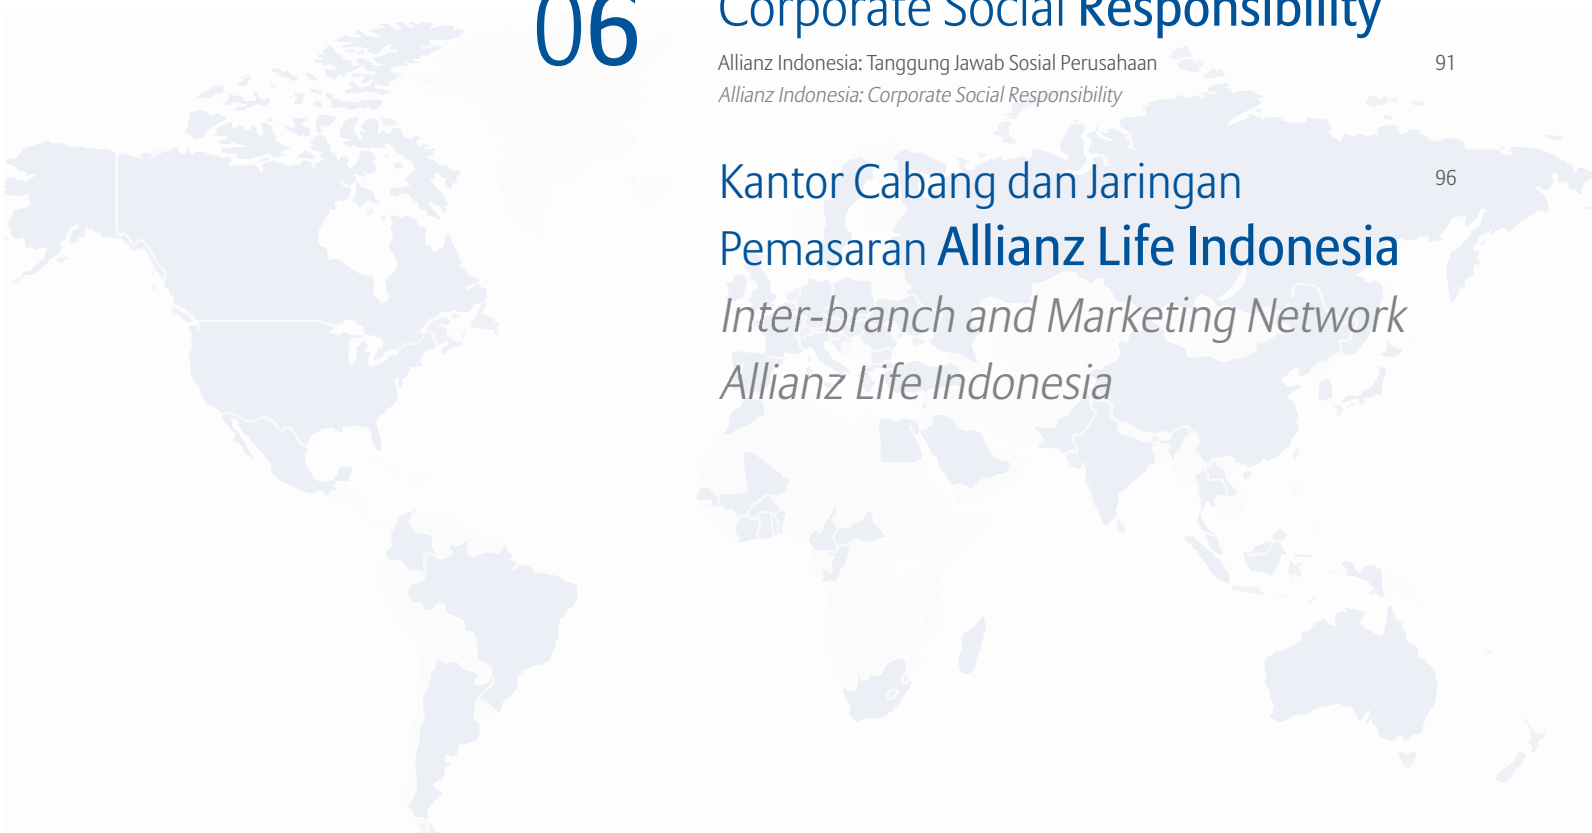 06
Corporate Social Responsibility
Allianz Indonesia: Tanggung Jawab Sosial Perusahaan 91
Allianz Indonesia: Corporate Social Responsibility
Kantor Cabang dan Jaringan 96
Pemasaran Allianz Life Indonesia
Inter-branch and Marketing Network
Allianz Life Indonesia